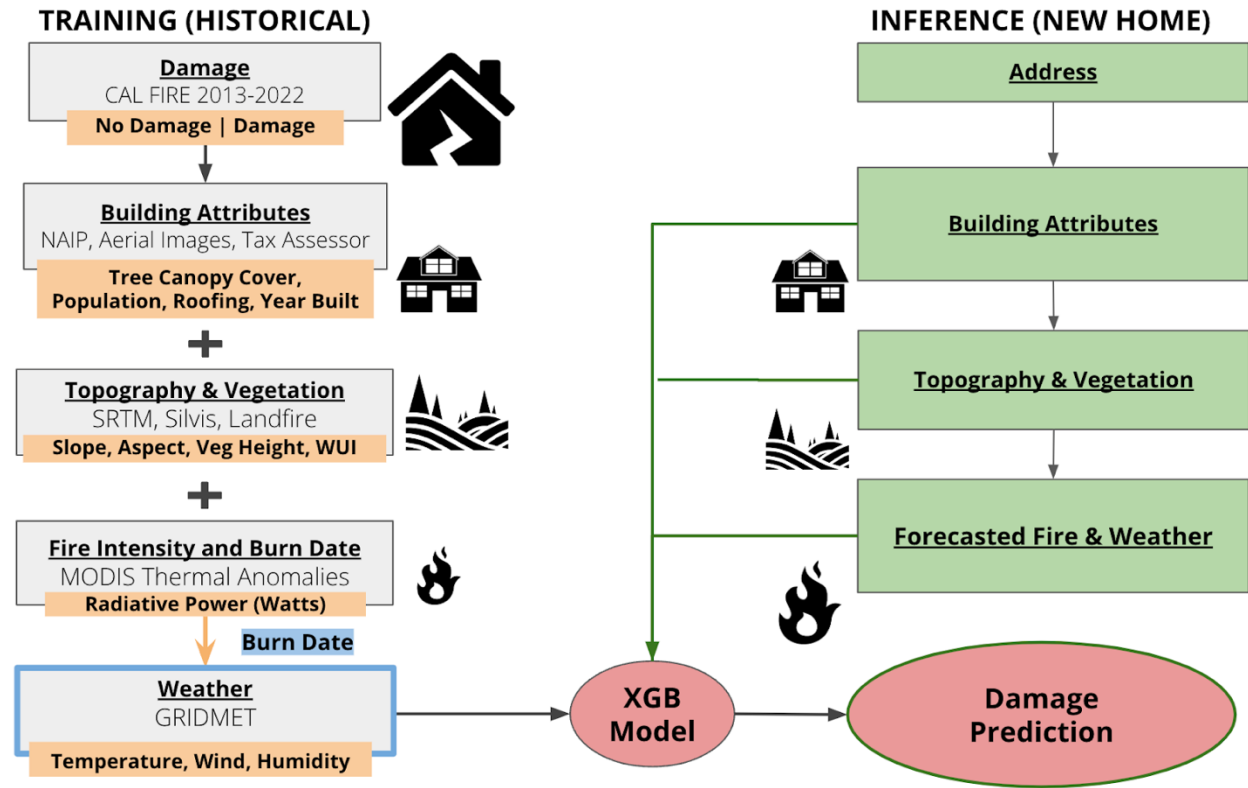 TRAINING (HISTORICAL)
Damage
CAL FIRE 2013-2022
No Damage | Damage
Building Attributes
NAIP, Aerial Images, Tax Assessor
Tree Canopy Cover,
Population, Roofing, Year Built
+
Topography & Vegetation
SRTM, Silvis, Landfire
Slope, Aspect, Veg Height, WUI
+
Fire Intensity and Burn Date
MODIS Thermal Anomalies
Radiative Power (Watts)
Burn Date
Weather
GRIDMET
Temperature, Wind, Humidity
XGB
Model
INFERENCE (NEW HOME)
Address
Building Attributes
Topography & Vegetation
Forecasted Fire & Weather
Damage
Prediction